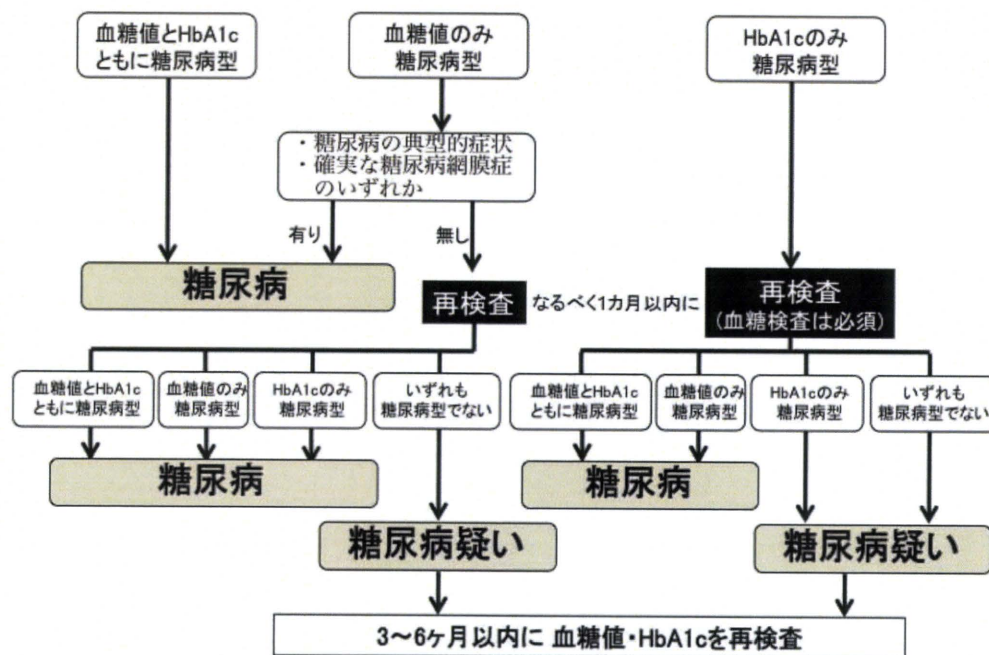 血糖値とHbA1c
ともに糖尿病型
血糖値のみ
糖尿病型
HbA1cのみ
糖尿病型
・糖尿病の典型的症状
・確実な糖尿病網膜症
のいずれか
有り
無し
糖尿病
再検査
なるべく1カ月以内に
再検査
(血糖検査は必須)
血糖値とHbA1c
ともに糖尿病型
血糖値のみ
糖尿病型
HbA1cのみ
糖尿病型
いずれも
糖尿病型でない
血糖値とHbA1c
ともに糖尿病型
血糖値のみ
糖尿病型
HbA1cのみ
糖尿病型
いずれも
糖尿病型でない
糖尿病
糖尿病
糖尿病疑い
糖尿病疑い
3～6ヶ月以内に 血糖値・HbA1cを再検査